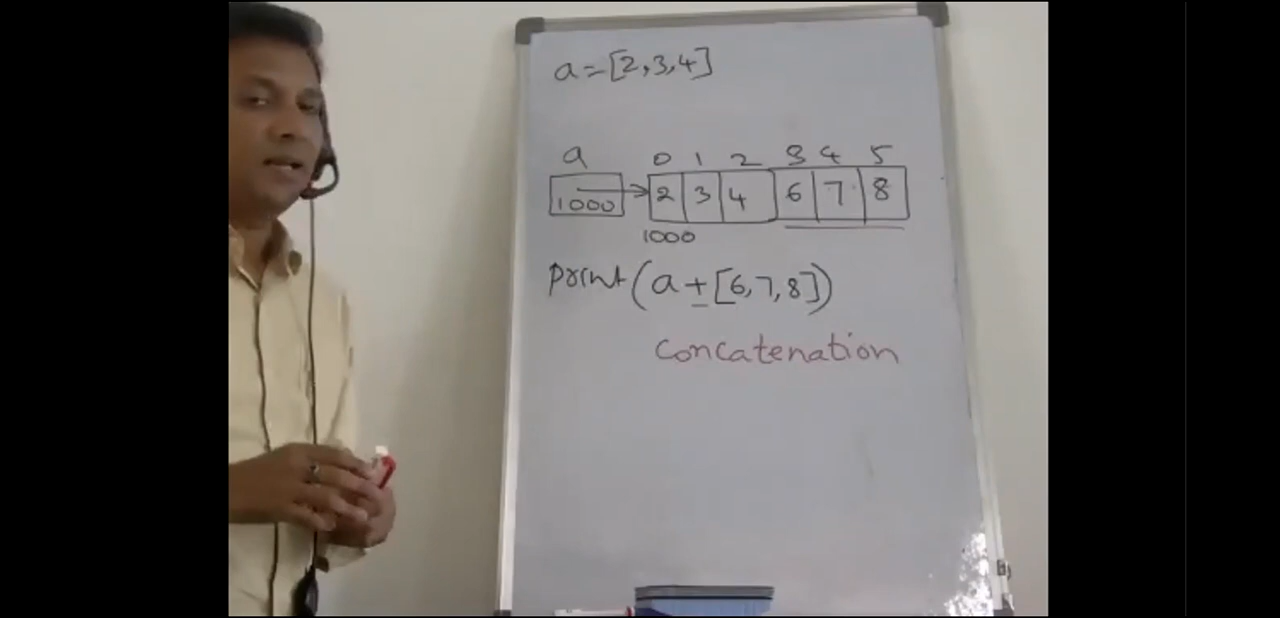 a=[2,3,4]
a 0 1 2 3 4 5
1000 2 3 4 6 7 8
1000
print(a+[6,7,8])
concatenation